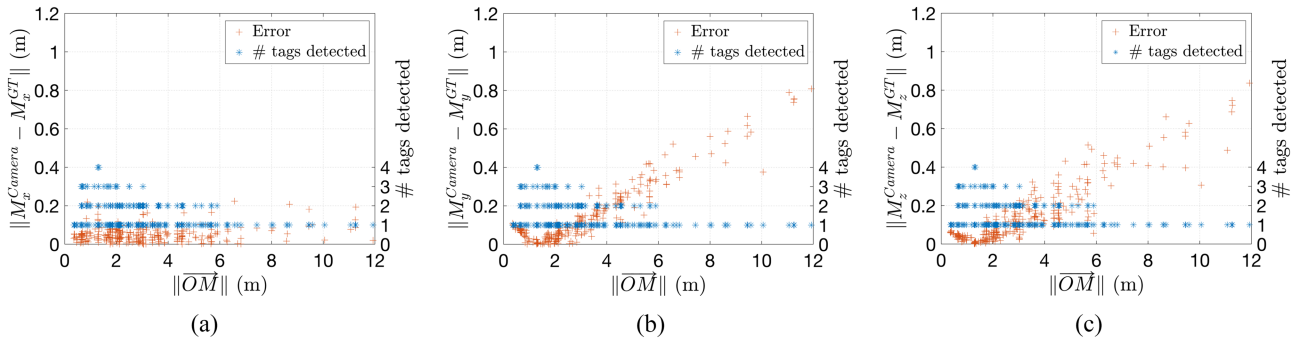 1.2
1
0.8
0.6
0.4
0.2
0
‖M_x^{Camera} − M_x^{GT}‖ (m)
+ Error
* # tags detected
4
3
2
1
0
# tags detected
0 2 4 6 8 10 12
‖OM‖ (m)
(a)
1.2
1
0.8
0.6
0.4
0.2
0
‖M_y^{Camera} − M_y^{GT}‖ (m)
+ Error
* # tags detected
4
3
2
1
0
# tags detected
0 2 4 6 8 10 12
‖OM‖ (m)
(b)
1.2
1
0.8
0.6
0.4
0.2
0
‖M_z^{Camera} − M_z^{GT}‖ (m)
+ Error
* # tags detected
4
3
2
1
0
# tags detected
0 2 4 6 8 10 12
‖OM‖ (m)
(c)